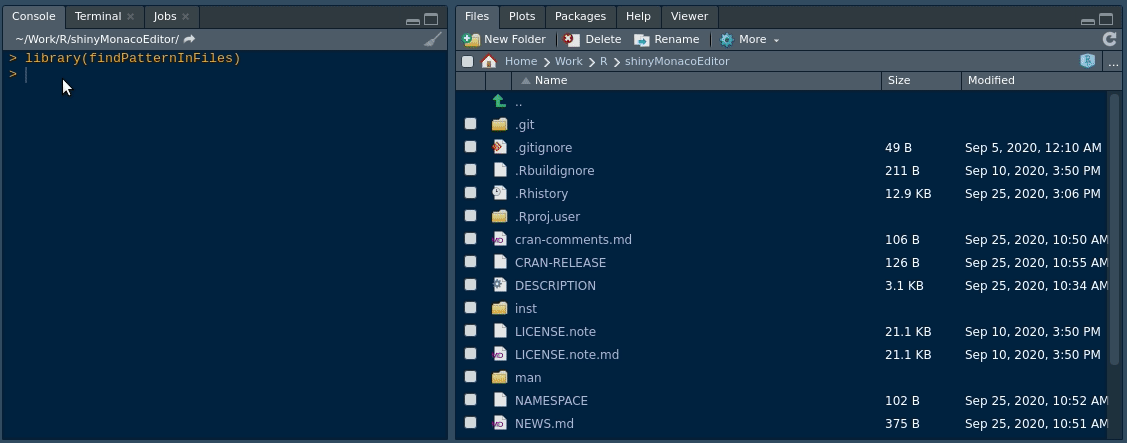 Console Terminal Jobs
~/Work/R/shinyMonacoEditor/
> library(findPatternInFiles)
>
Files Plots Packages Help Viewer
New Folder Delete Rename More
Home Work R shinyMonacoEditor ...
Name Size Modified
..
.git
.gitignore 49 B Sep 5, 2020, 12:10 AM
.Rbuildignore 211 B Sep 10, 2020, 3:50 PM
.Rhistory 12.9 KB Sep 25, 2020, 3:06 PM
.Rproj.user
cran-comments.md 106 B Sep 25, 2020, 10:50 AM
CRAN-RELEASE 126 B Sep 25, 2020, 10:55 AM
DESCRIPTION 3.1 KB Sep 25, 2020, 10:34 AM
inst
LICENSE.note 21.1 KB Sep 10, 2020, 3:50 PM
LICENSE.note.md 21.1 KB Sep 10, 2020, 3:50 PM
man
NAMESPACE 102 B Sep 25, 2020, 10:52 AM
NEWS.md 375 B Sep 25, 2020, 10:51 AM